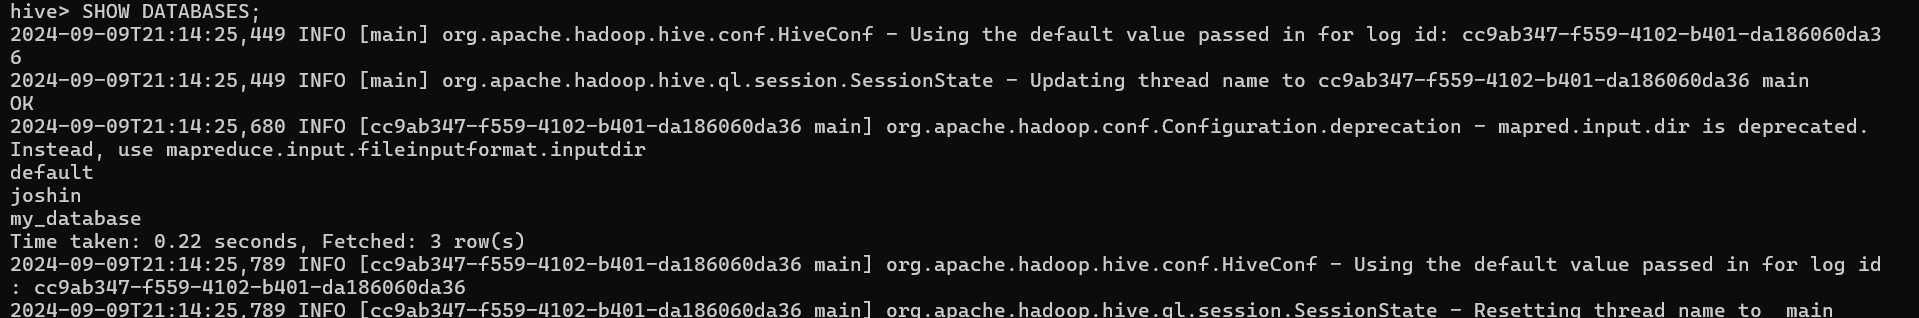 hive> SHOW DATABASES;
2024-09-09T21:14:25,449 INFO [main] org.apache.hadoop.hive.conf.HiveConf - Using the default value passed in for log id: cc9ab347-f559-4102-b401-da186060da3
6
2024-09-09T21:14:25,449 INFO [main] org.apache.hadoop.hive.ql.session.SessionState - Updating thread name to cc9ab347-f559-4102-b401-da186060da36 main
OK
2024-09-09T21:14:25,680 INFO [cc9ab347-f559-4102-b401-da186060da36 main] org.apache.hadoop.conf.Configuration.deprecation - mapred.input.dir is deprecated.
Instead, use mapreduce.input.fileinputformat.inputdir
default
joshin
my_database
Time taken: 0.22 seconds, Fetched: 3 row(s)
2024-09-09T21:14:25,789 INFO [cc9ab347-f559-4102-b401-da186060da36 main] org.apache.hadoop.hive.conf.HiveConf - Using the default value passed in for log id
: cc9ab347-f559-4102-b401-da186060da36
2024-09-09T21:14:25,789 INFO [cc9ab347-f559-4102-b401-da186060da36 main] org.apache.hadoop.hive.ql.session.SessionState - Resetting thread name to  main